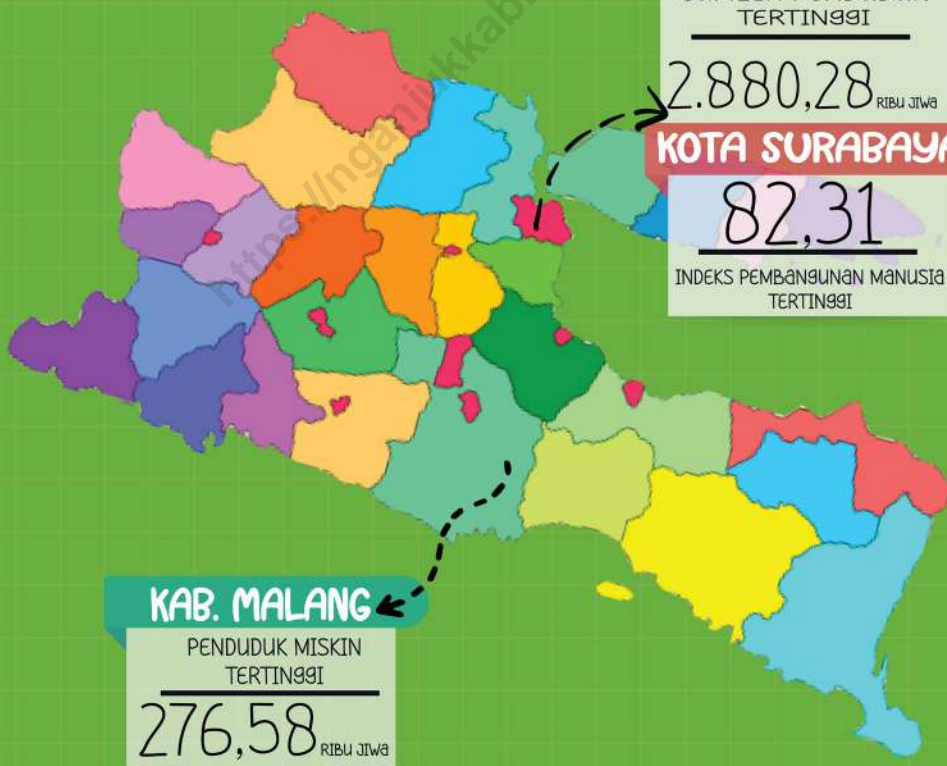 TERTINGGI
2.880,28 RIBU JIWA
KOTA SURABAYA
82,31
INDEKS PEMBANGUNAN MANUSIA
TERTINGGI
KAB. MALANG
PENDUDUK MISKIN
TERTINGGI
276,58 RIBU JIWA